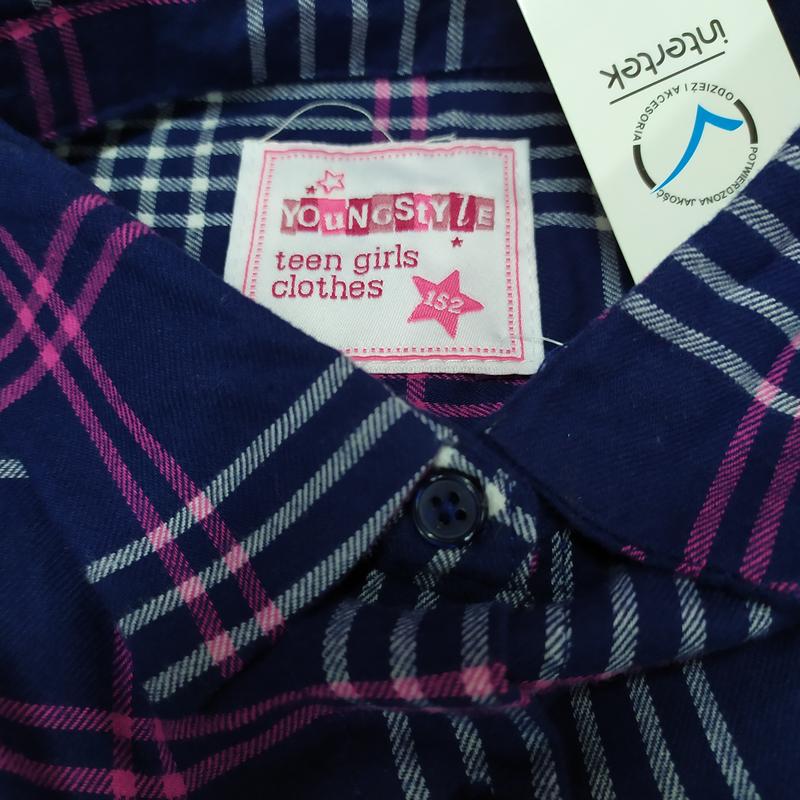 YOuNGStYlE
teen girls
clothes
152
intertek
ODZIEŻ I AKCESORIA
POTWIERDZONA JAKOŚĆ